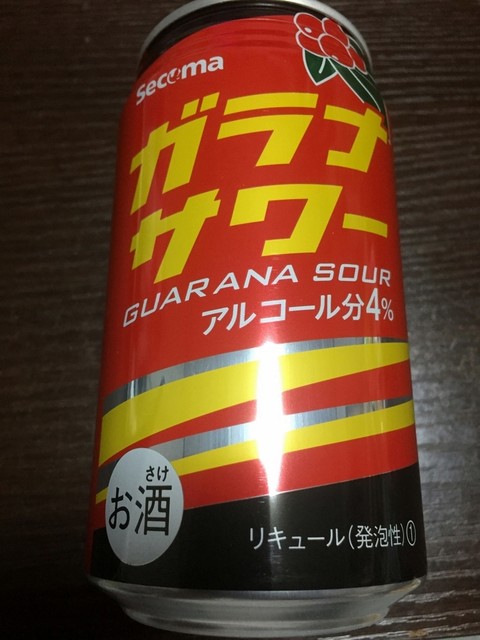 Secoma
ガラナ
サワー
GUARANA SOUR
アルコール分4%
さけ
お酒
リキュール(発泡性)①